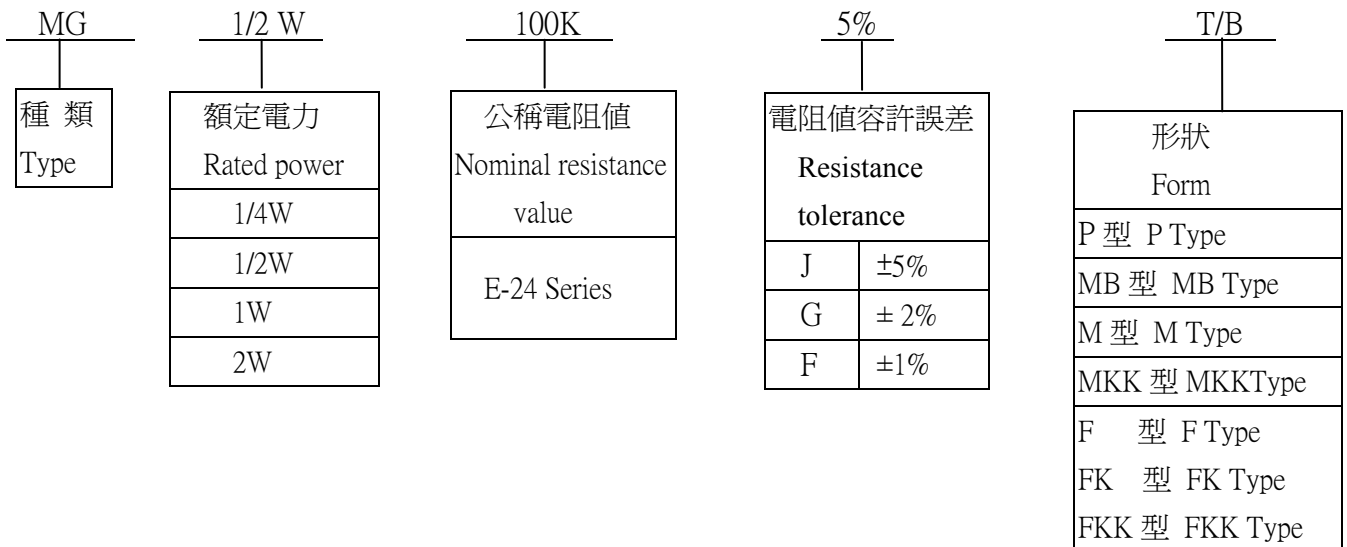 MG 1/2 W 100K 5% T/B
種 類
Type
額定電力
Rated power
1/4W
1/2W
1W
2W
公稱電阻值
Nominal resistance
value
E-24 Series
電阻值容許誤差
Resistance
tolerance
J ±5%
G ± 2%
F ±1%
形狀
Form
P 型 P Type
MB 型 MB Type
M 型 M Type
MKK 型 MKKType
F 型 F Type
FK 型 FK Type
FKK 型 FKK Type